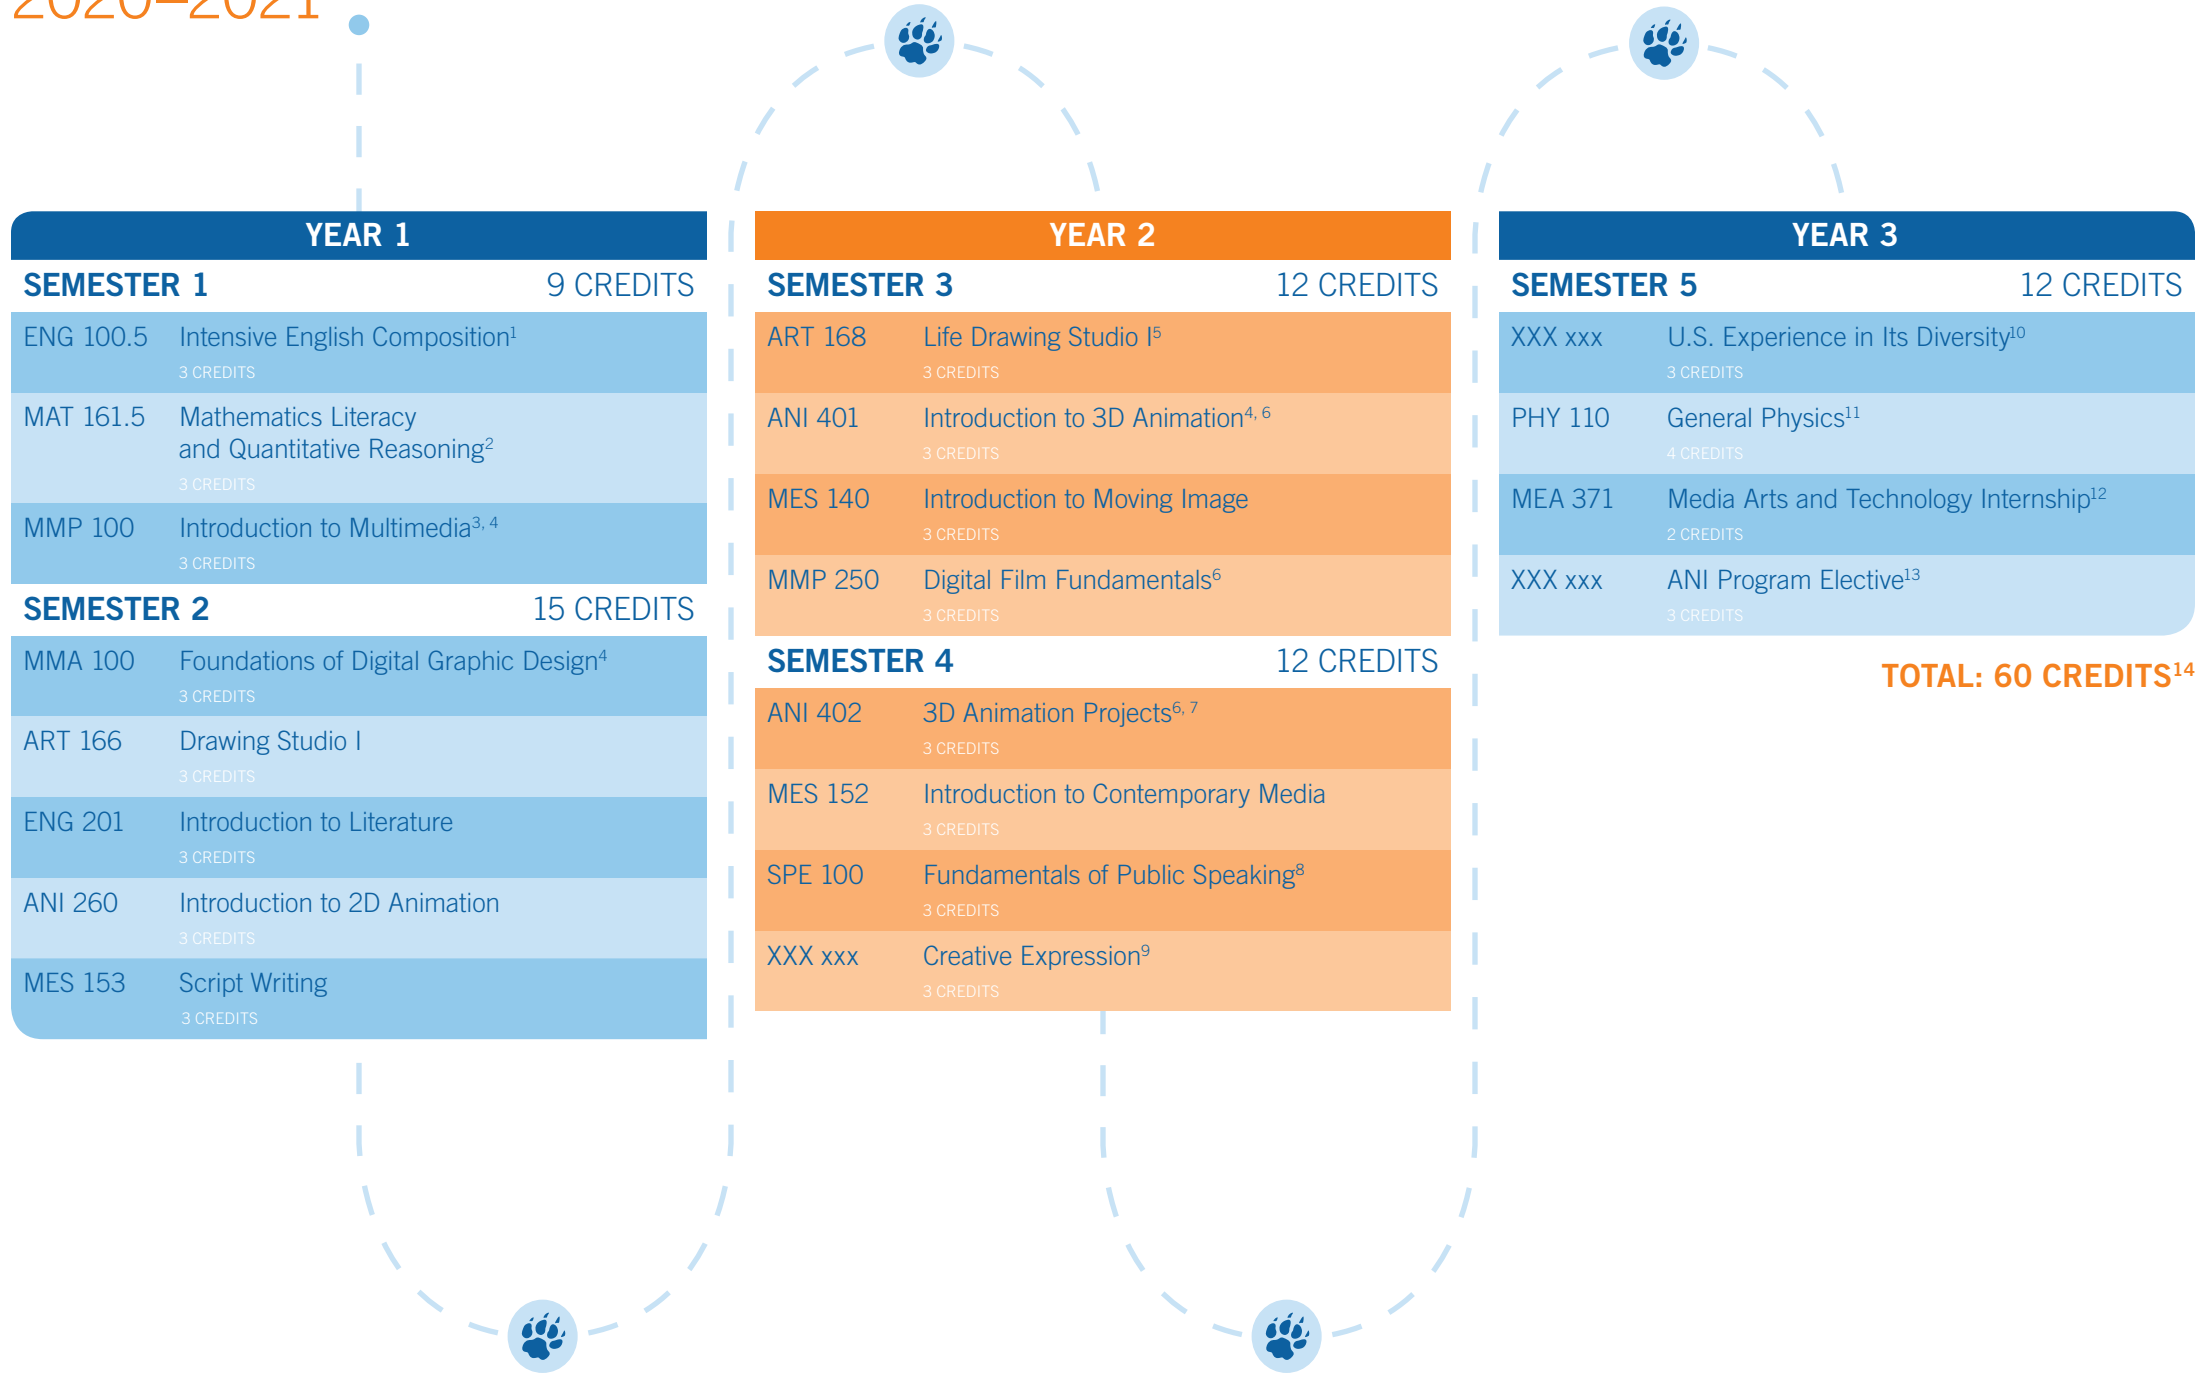 2020–2021
YEAR 1
SEMESTER 1 9 CREDITS
ENG 100.5 Intensive English Composition¹
3 CREDITS
MAT 161.5 Mathematics Literacy
and Quantitative Reasoning²
3 CREDITS
MMP 100 Introduction to Multimedia³, ⁴
3 CREDITS
SEMESTER 2 15 CREDITS
MMA 100 Foundations of Digital Graphic Design⁴
3 CREDITS
ART 166 Drawing Studio I
3 CREDITS
ENG 201 Introduction to Literature
3 CREDITS
ANI 260 Introduction to 2D Animation
3 CREDITS
MES 153 Script Writing
3 CREDITS
YEAR 2
SEMESTER 3 12 CREDITS
ART 168 Life Drawing Studio I⁵
3 CREDITS
ANI 401 Introduction to 3D Animation⁴, ⁶
3 CREDITS
MES 140 Introduction to Moving Image
3 CREDITS
MMP 250 Digital Film Fundamentals⁶
3 CREDITS
SEMESTER 4 12 CREDITS
ANI 402 3D Animation Projects⁶, ⁷
3 CREDITS
MES 152 Introduction to Contemporary Media
3 CREDITS
SPE 100 Fundamentals of Public Speaking⁸
3 CREDITS
XXX xxx Creative Expression⁹
3 CREDITS
YEAR 3
SEMESTER 5 12 CREDITS
XXX xxx U.S. Experience in Its Diversity¹⁰
3 CREDITS
PHY 110 General Physics¹¹
4 CREDITS
MEA 371 Media Arts and Technology Internship¹²
2 CREDITS
XXX xxx ANI Program Elective¹³
3 CREDITS
TOTAL: 60 CREDITS¹⁴